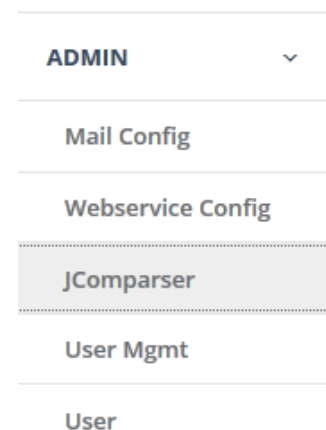 ADMIN
Mail Config
Webservice Config
JComparser
User Mgmt
User